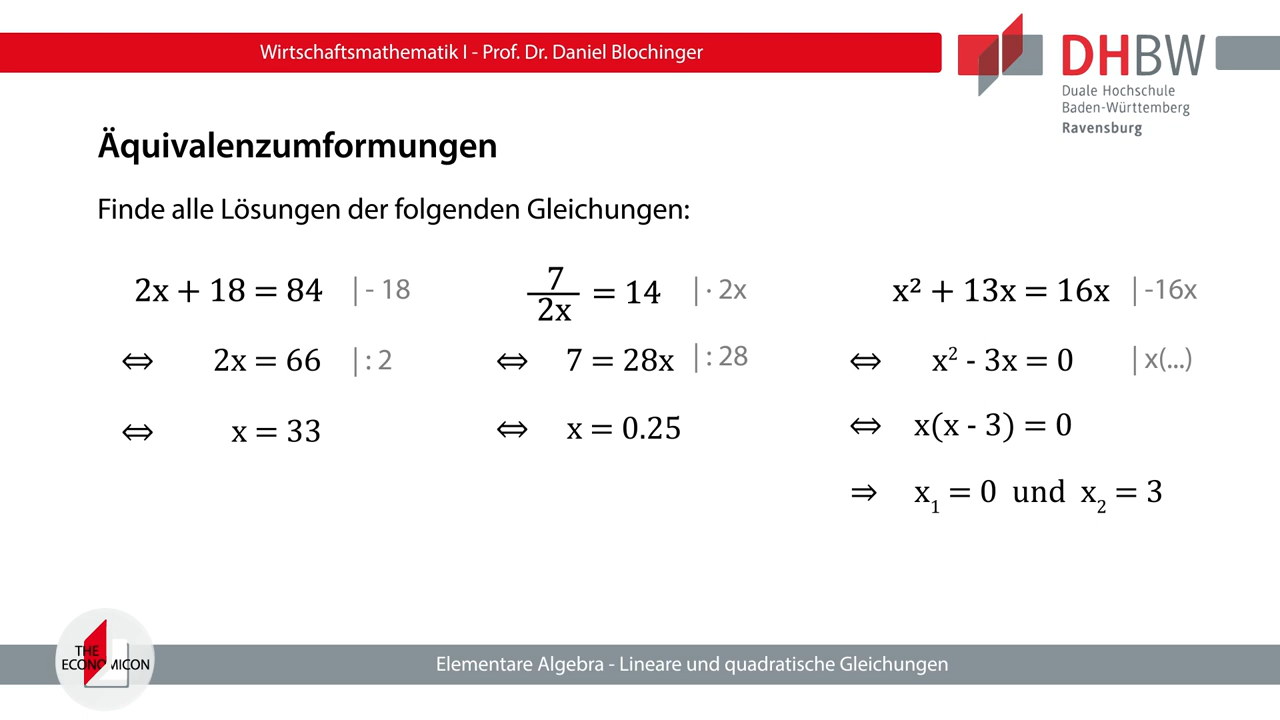 Wirtschaftsmathematik I - Prof. Dr. Daniel Blochinger
DHBW
Duale Hochschule
Baden-Württemberg
Ravensburg
Äquivalenzumformungen
Finde alle Lösungen der folgenden Gleichungen:
2x + 18 = 84 | - 18
⇔ 2x = 66 | : 2
⇔ x = 33
7/2x = 14 | · 2x
⇔ 7 = 28x | : 28
⇔ x = 0.25
x² + 13x = 16x | -16x
⇔ x² - 3x = 0 | x(...)
⇔ x(x - 3) = 0
⇒ x₁ = 0 und x₂ = 3
THE
ECONOMICON
Elementare Algebra - Lineare und quadratische Gleichungen